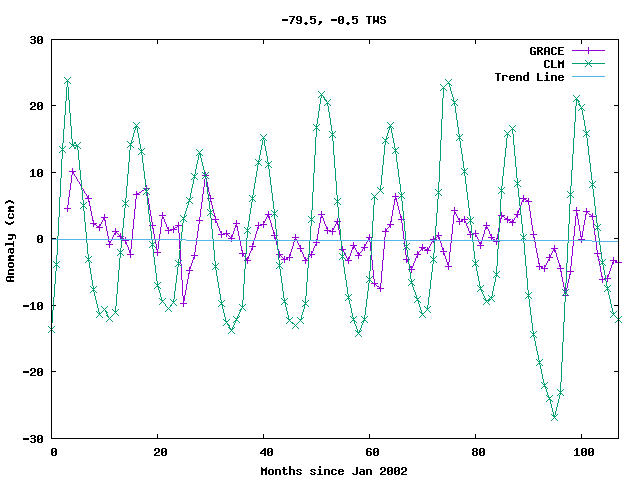 -79.5, -0.5 TWS
GRACE
CLM
Trend Line
30
20
10
0
-10
-20
-30
Anomaly (cm)
0 20 40 60 80 100
Months since Jan 2002